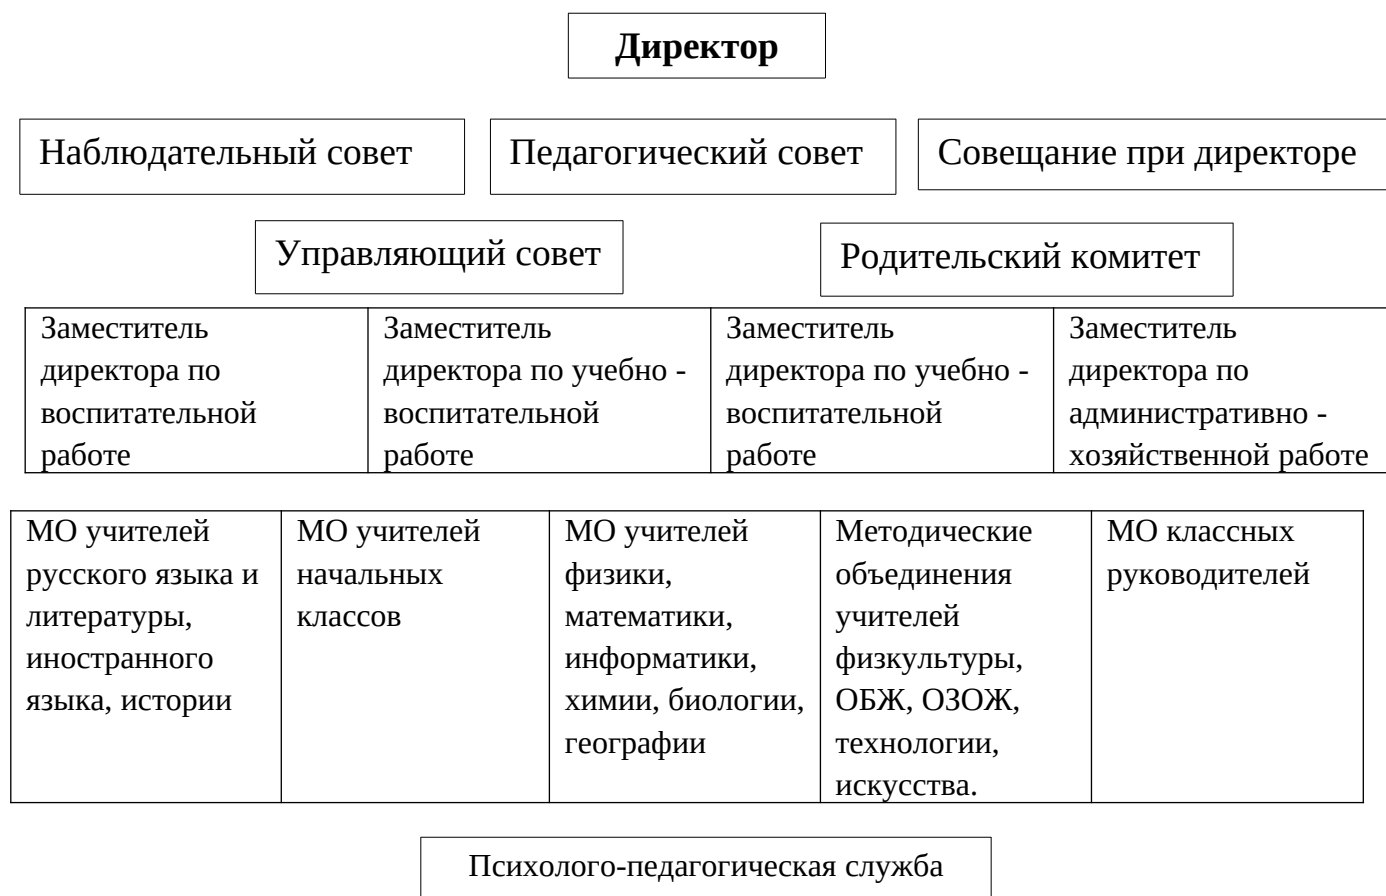 Директор
Наблюдательный совет
Педагогический совет
Совещание при директоре
Управляющий совет
Родительский комитет
Заместитель
директора по
воспитательной
работе
Заместитель
директора по учебно -
воспитательной
работе
Заместитель
директора по учебно -
воспитательной
работе
Заместитель
директора по
административно -
хозяйственной работе
МО учителей
русского языка и
литературы,
иностранного
языка, истории
МО учителей
начальных
классов
МО учителей
физики,
математики,
информатики,
химии, биологии,
географии
Методические
объединения
учителей
физкультуры,
ОБЖ, ОЗОЖ,
технологии,
искусства.
МО классных
руководителей
Психолого-педагогическая служба